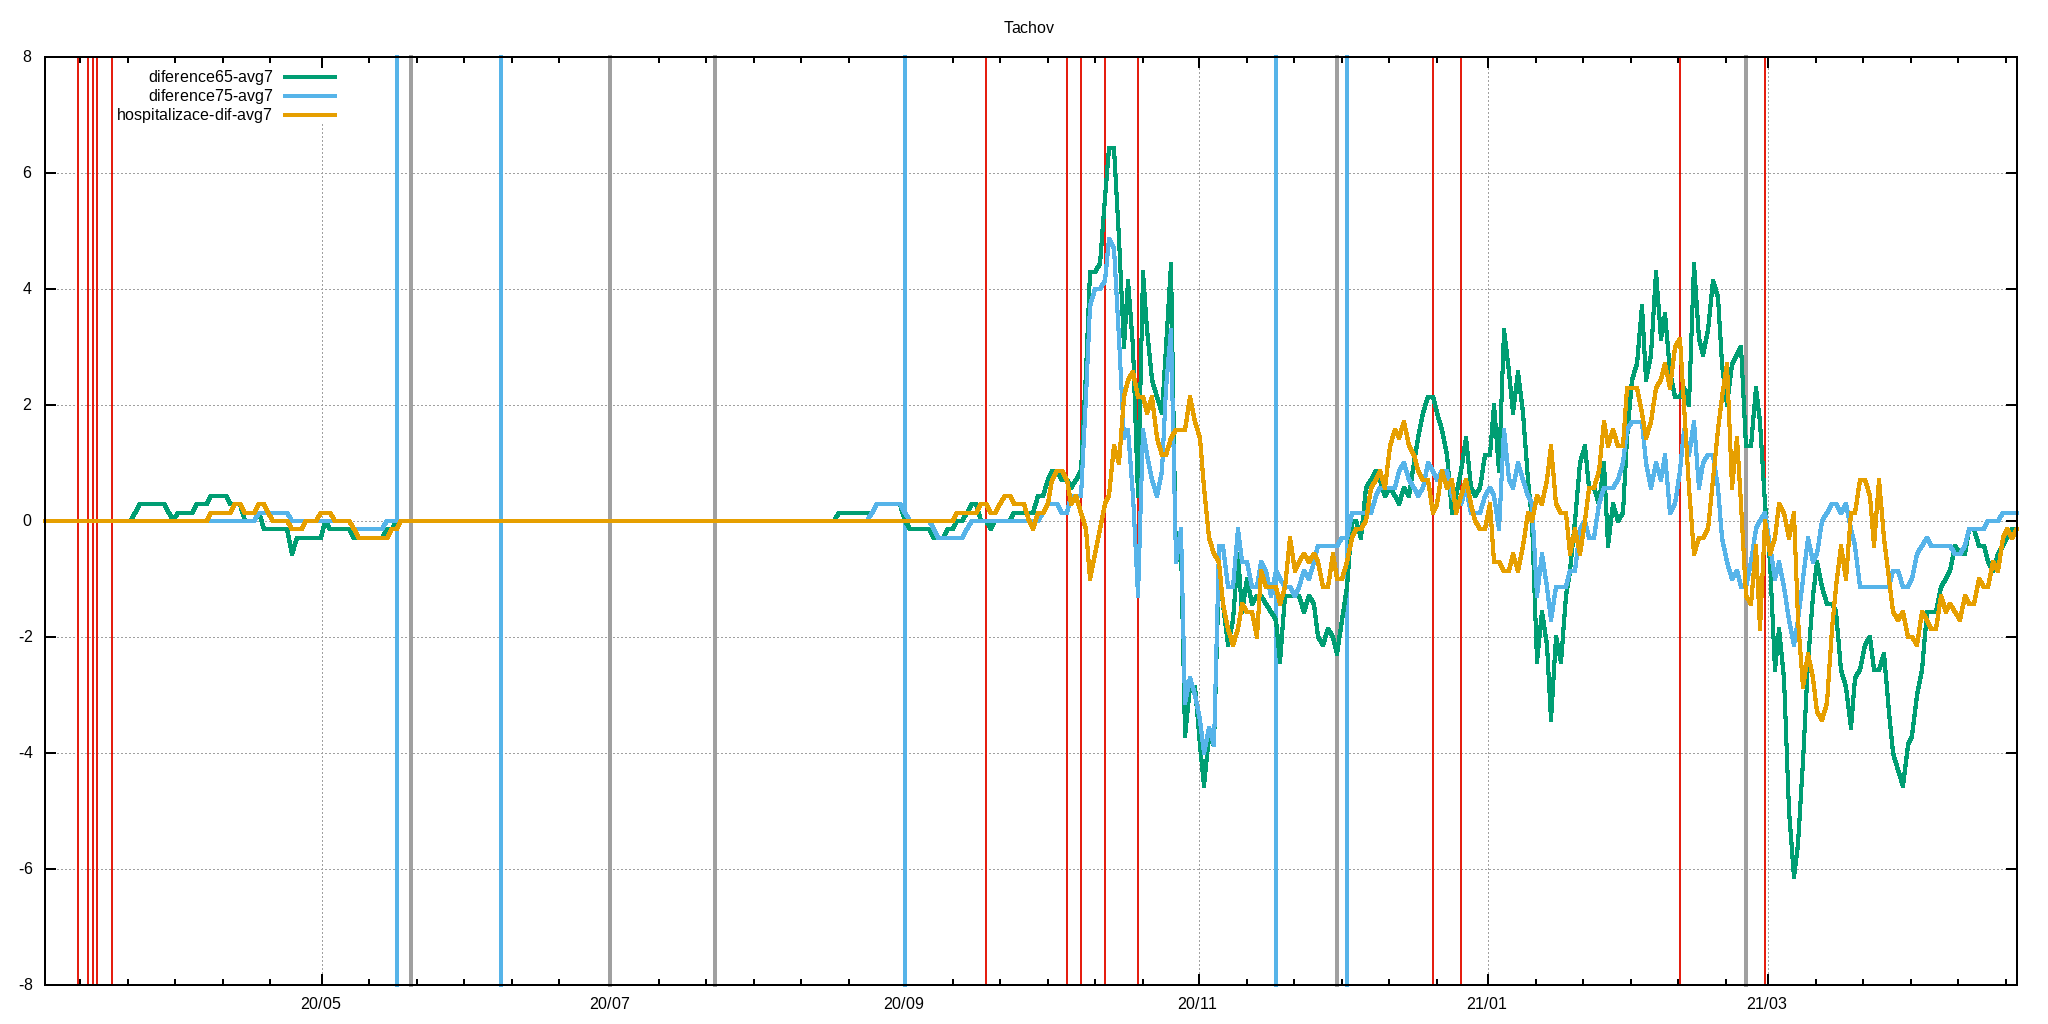 Tachov
diference65-avg7
diference75-avg7
hospitalizace-dif-avg7
8
6
4
2
0
-2
-4
-6
-8
20/05 20/07 20/09 20/11 21/01 21/03